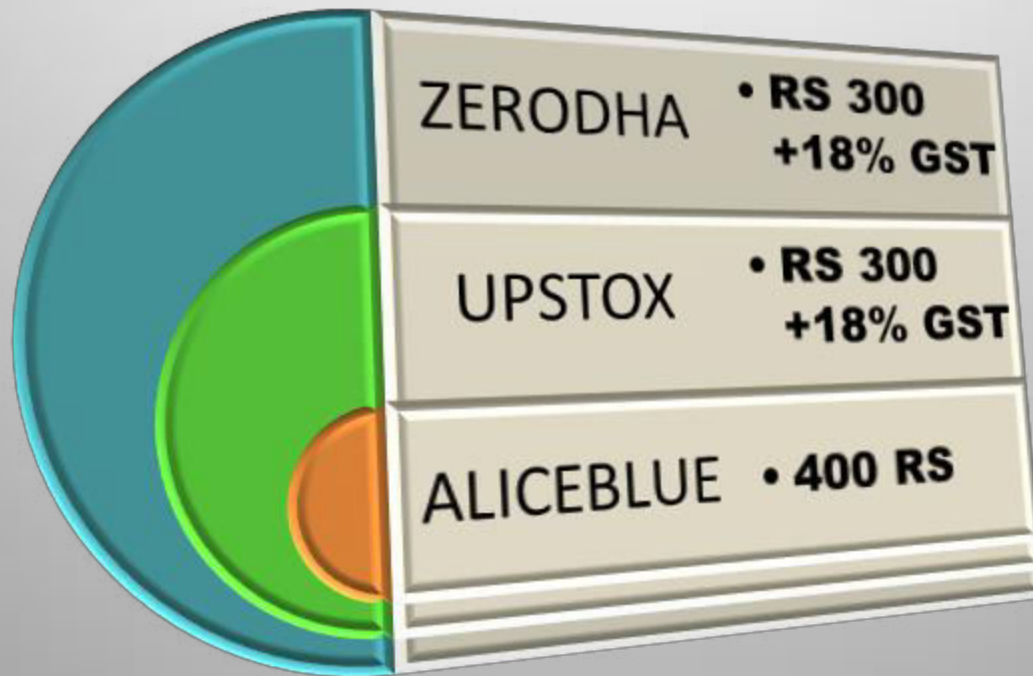 ZERODHA
• RS 300
+18% GST
UPSTOX
• RS 300
+18% GST
ALICEBLUE
• 400 RS